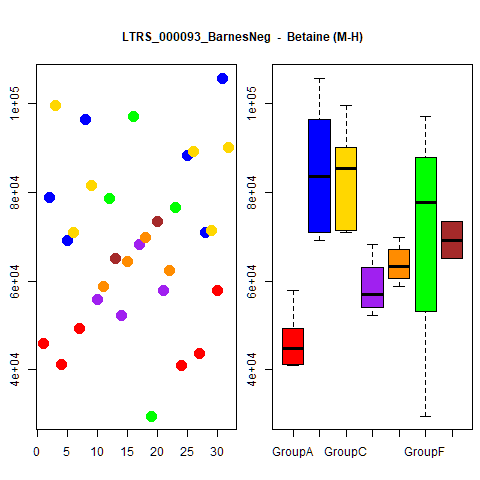 LTRS_000093_BarnesNeg - Betaine (M-H)
1e+05
8e+04
6e+04
4e+04
0 5 10 15 20 25 30
1e+05
8e+04
6e+04
4e+04
GroupA GroupC GroupF